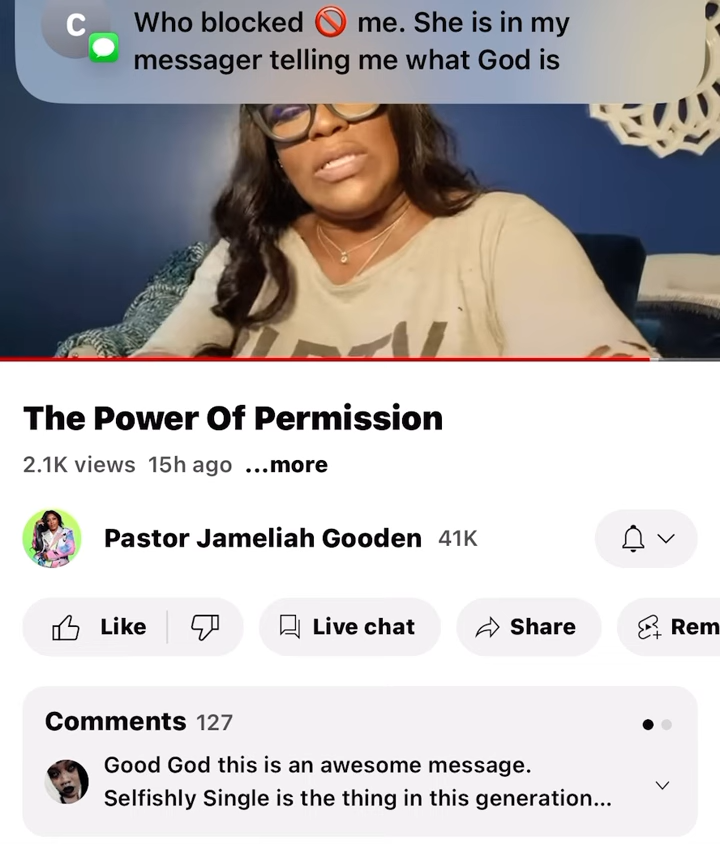 C
Who blocked 🚫 me. She is in my
messager telling me what God is
The Power Of Permission
2.1K views 15h ago ...more
Pastor Jameliah Gooden 41K
Like
Live chat
Share
Rem
Comments 127
Good God this is an awesome message.
Selfishly Single is the thing in this generation...